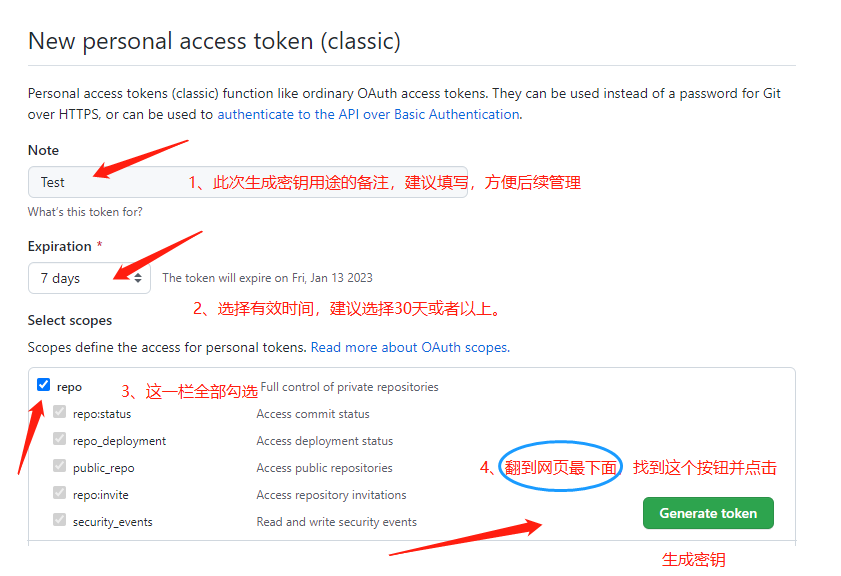 New personal access token (classic)
Personal access tokens (classic) function like ordinary OAuth access tokens. They can be used instead of a password for Git
over HTTPS, or can be used to authenticate to the API over Basic Authentication.
Note
Test
1、此次生成密钥用途的备注，建议填写，方便后续管理
What's this token for?
Expiration *
7 days The token will expire on Fri, Jan 13 2023
2、选择有效时间，建议选择30天或者以上。
Select scopes
Scopes define the access for personal tokens. Read more about OAuth scopes.
repo 3、这一栏全部勾选 Full control of private repositories
repo:status Access commit status
repo_deployment Access deployment status
public_repo Access public repositories
4、翻到网页最下面 找到这个按钮并点击
repo:invite Access repository invitations
security_events Read and write security events
Generate token
生成密钥